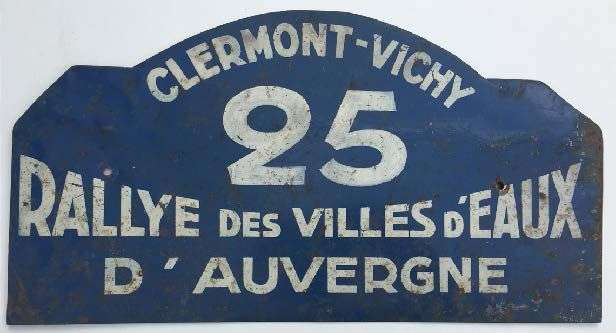 CLERMONT-VICHY
25
RALLYE DES VILLES D'EAUX
D'AUVERGNE